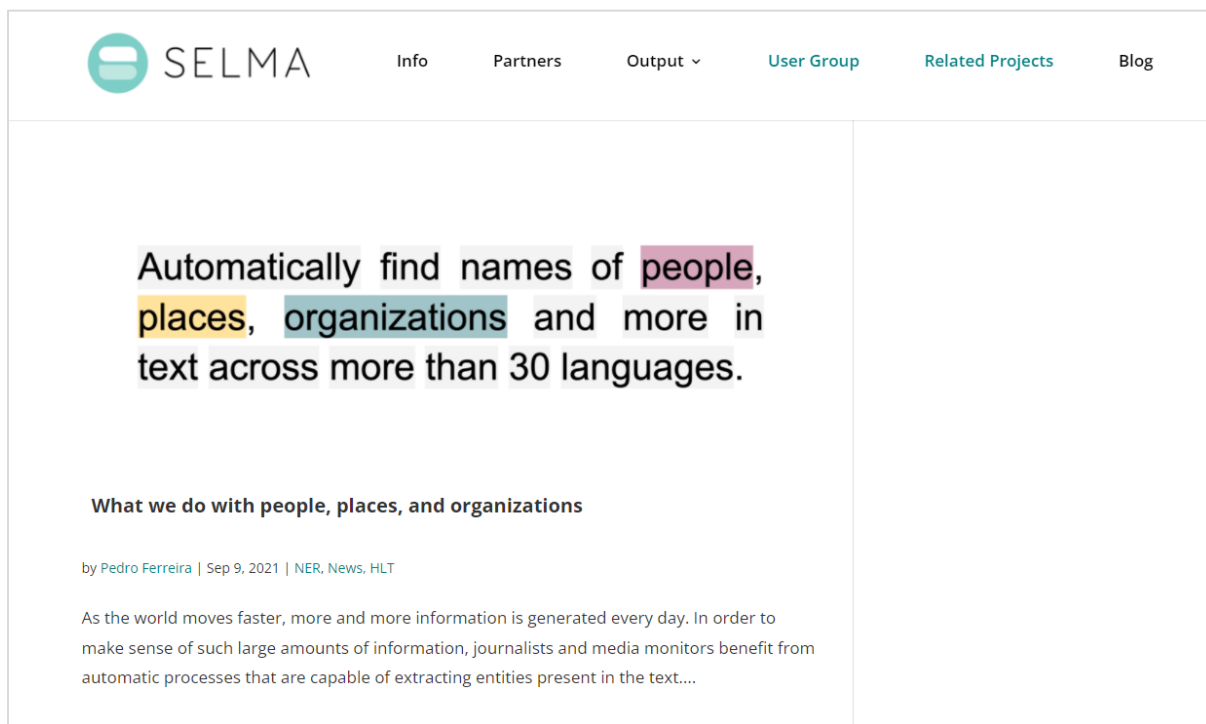 SELMA
Info
Partners
Output
User Group
Related Projects
Blog
Automatically find names of people,
places, organizations and more in
text across more than 30 languages.
What we do with people, places, and organizations
by Pedro Ferreira | Sep 9, 2021 | NER, News, HLT
As the world moves faster, more and more information is generated every day. In order to
make sense of such large amounts of information, journalists and media monitors benefit from
automatic processes that are capable of extracting entities present in the text....